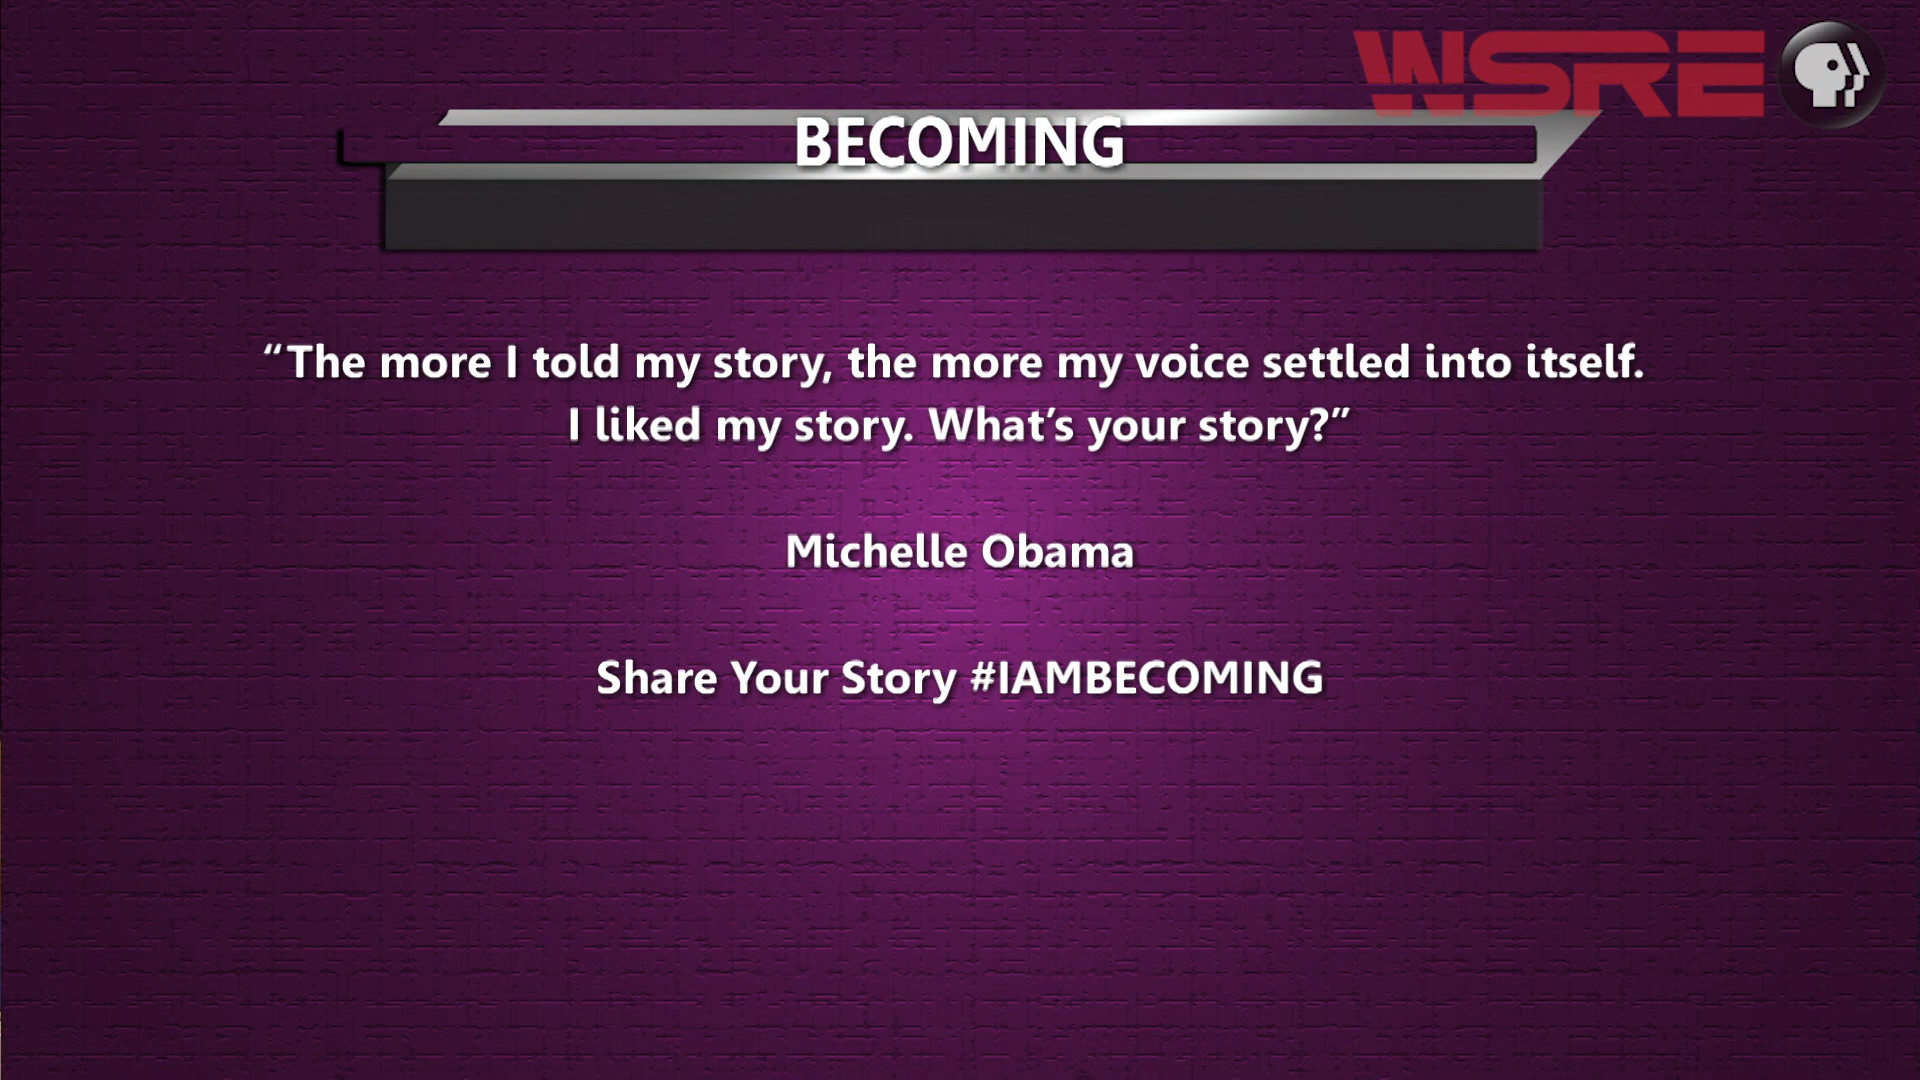 WSRE
BECOMING
“The more I told my story, the more my voice settled into itself.
I liked my story. What’s your story?”
Michelle Obama
Share Your Story #IAMBECOMING